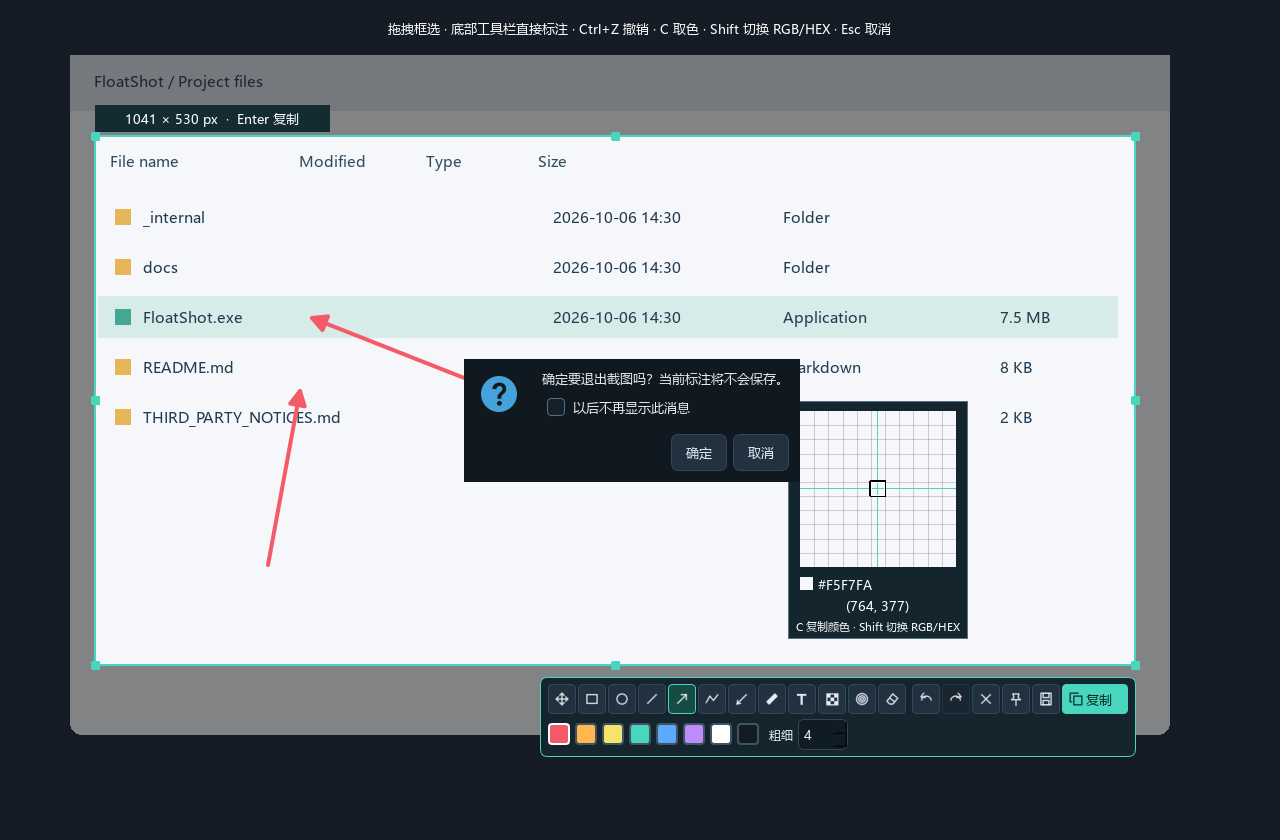 拖拽框选 · 底部工具栏直接标注 · Ctrl+Z 撤销 · C 取色 · Shift 切换 RGB/HEX · Esc 取消
FloatShot / Project files
1041 × 530 px · Enter 复制
File name Modified Type Size
_internal 2026-10-06 14:30 Folder
docs 2026-10-06 14:30 Folder
FloatShot.exe 2026-10-06 14:30 Application 7.5 MB
README.md arkdown 8 KB
THIRD_PARTY_NOTICES.md 2 KB
确定要退出截图吗？当前标注将不会保存。
以后不再显示此消息
确定 取消
#F5F7FA
(764, 377)
C 复制颜色 · Shift 切换 RGB/HEX
T 复制
粗细 4